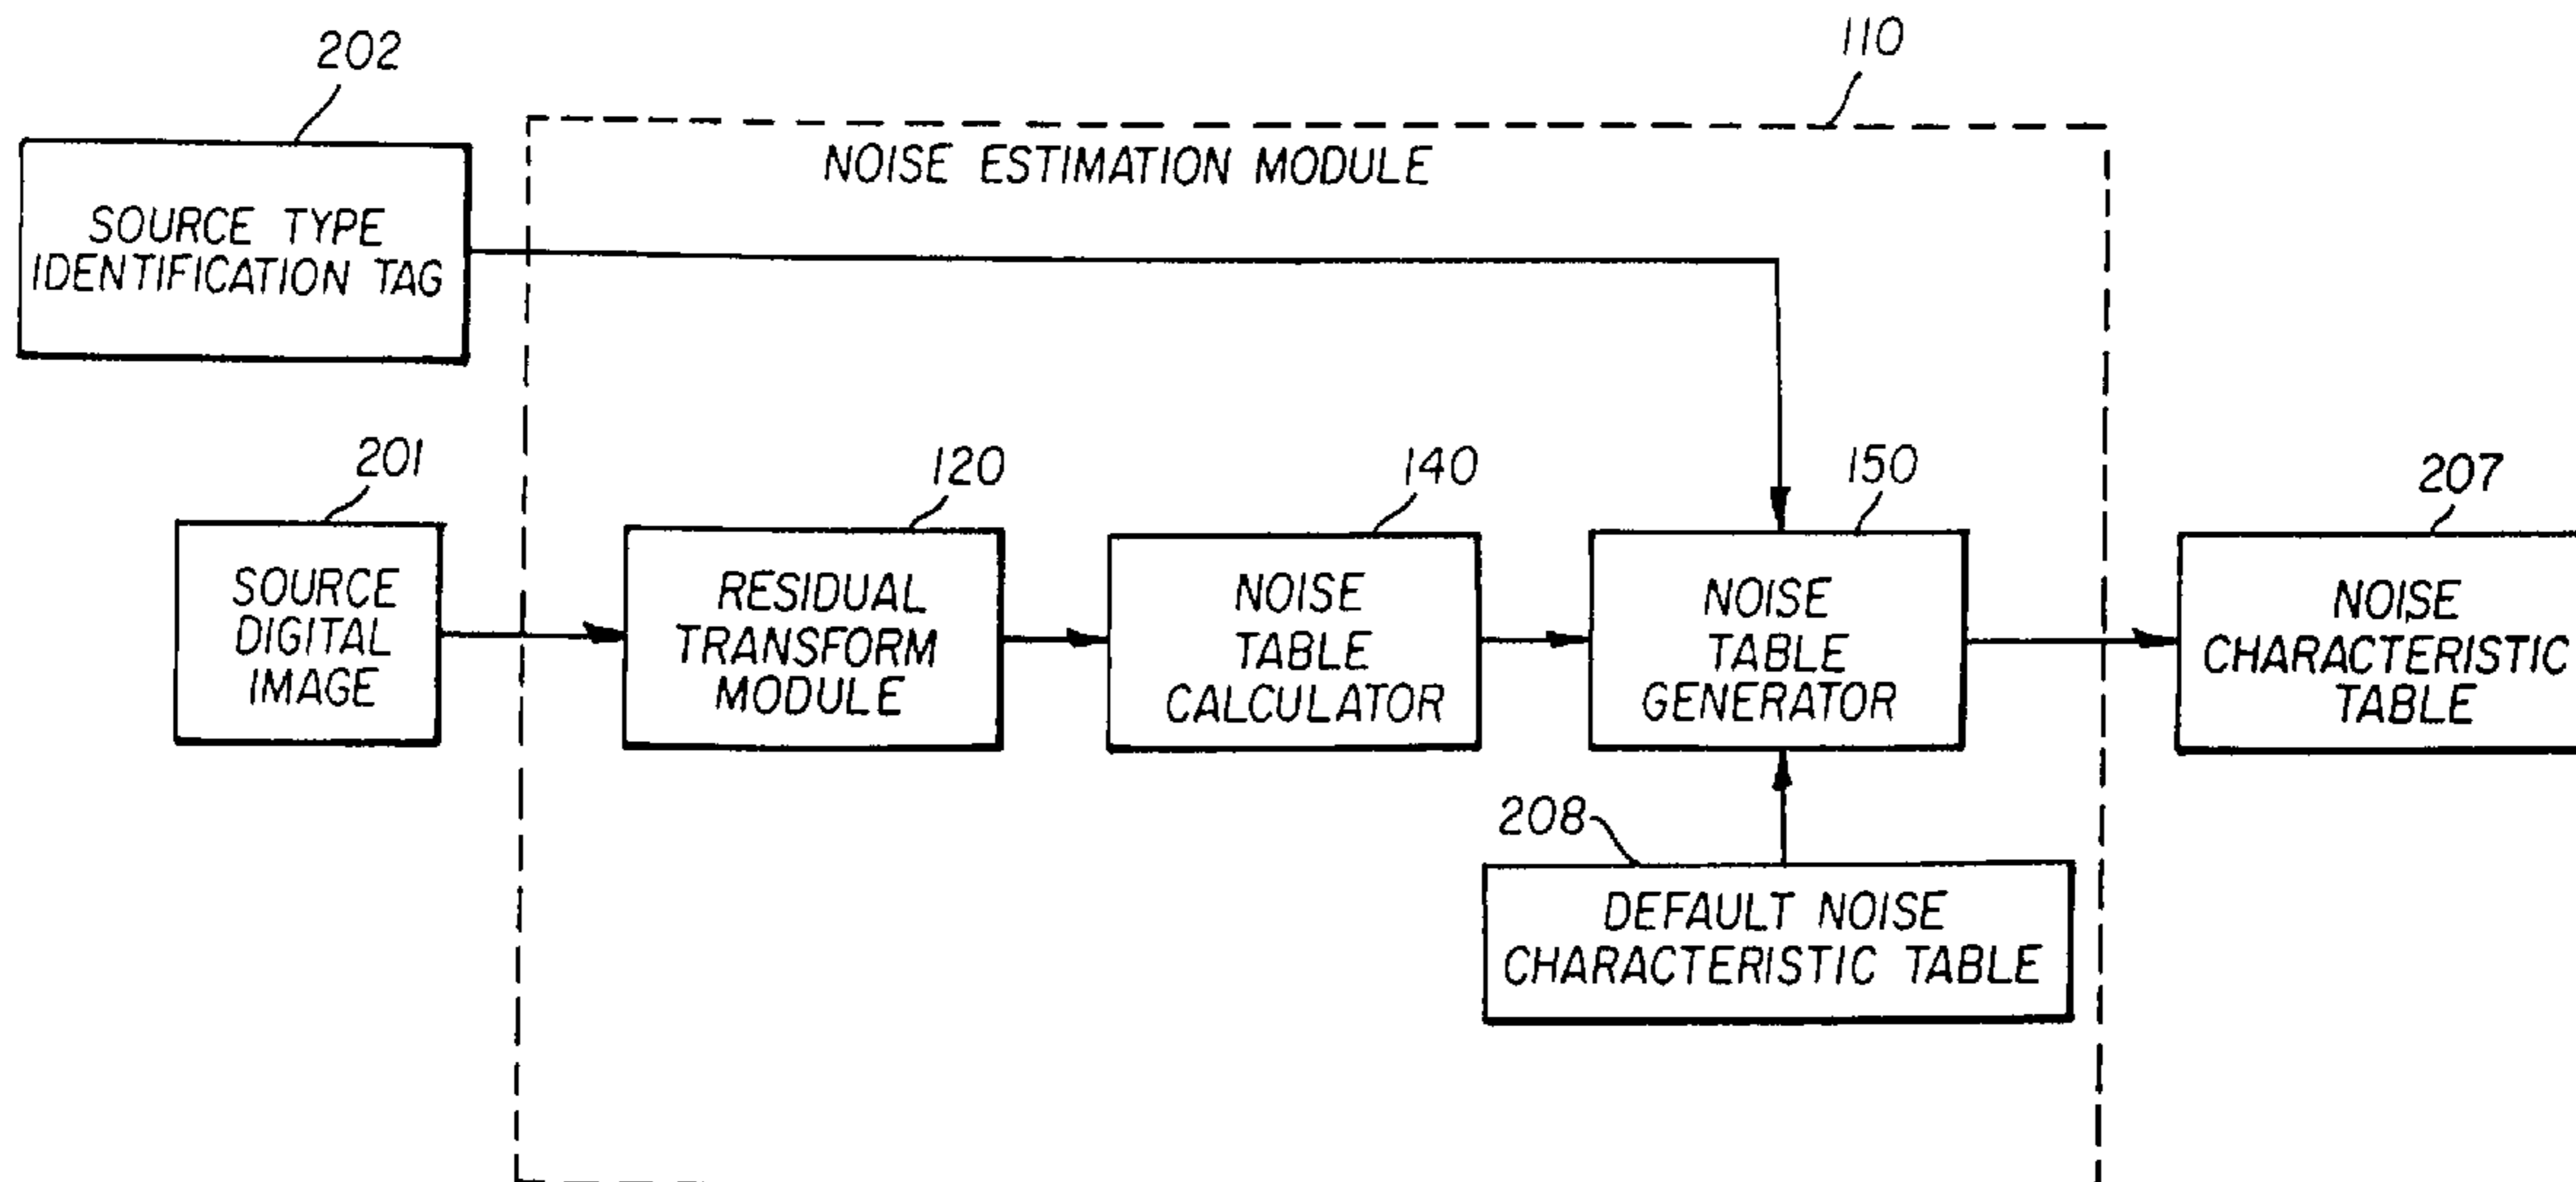 110
202
NOISE ESTIMATION MODULE
SOURCE TYPE
IDENTIFICATION TAG
201
120
140
150
207
SOURCE
DIGITAL
IMAGE
RESIDUAL
TRANSFORM
MODULE
NOISE
TABLE
CALCULATOR
NOISE
TABLE
GENERATOR
NOISE
CHARACTERISTIC
TABLE
208
DEFAULT NOISE
CHARACTERISTIC TABLE